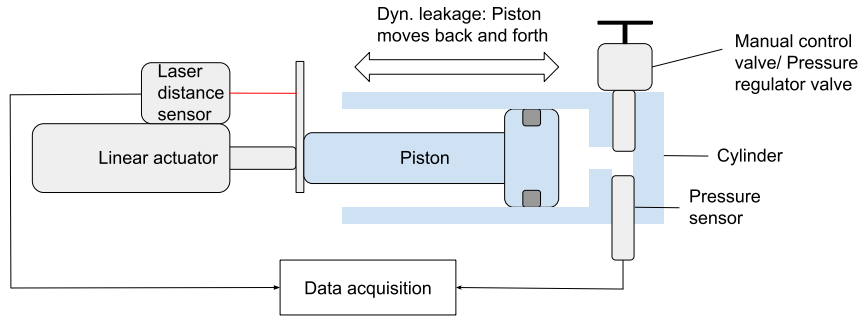 Dyn. leakage: Piston
moves back and forth
Manual control
valve/ Pressure
regulator valve
Laser
distance
sensor
Linear actuator
Piston
Cylinder
Pressure
sensor
Data acquisition